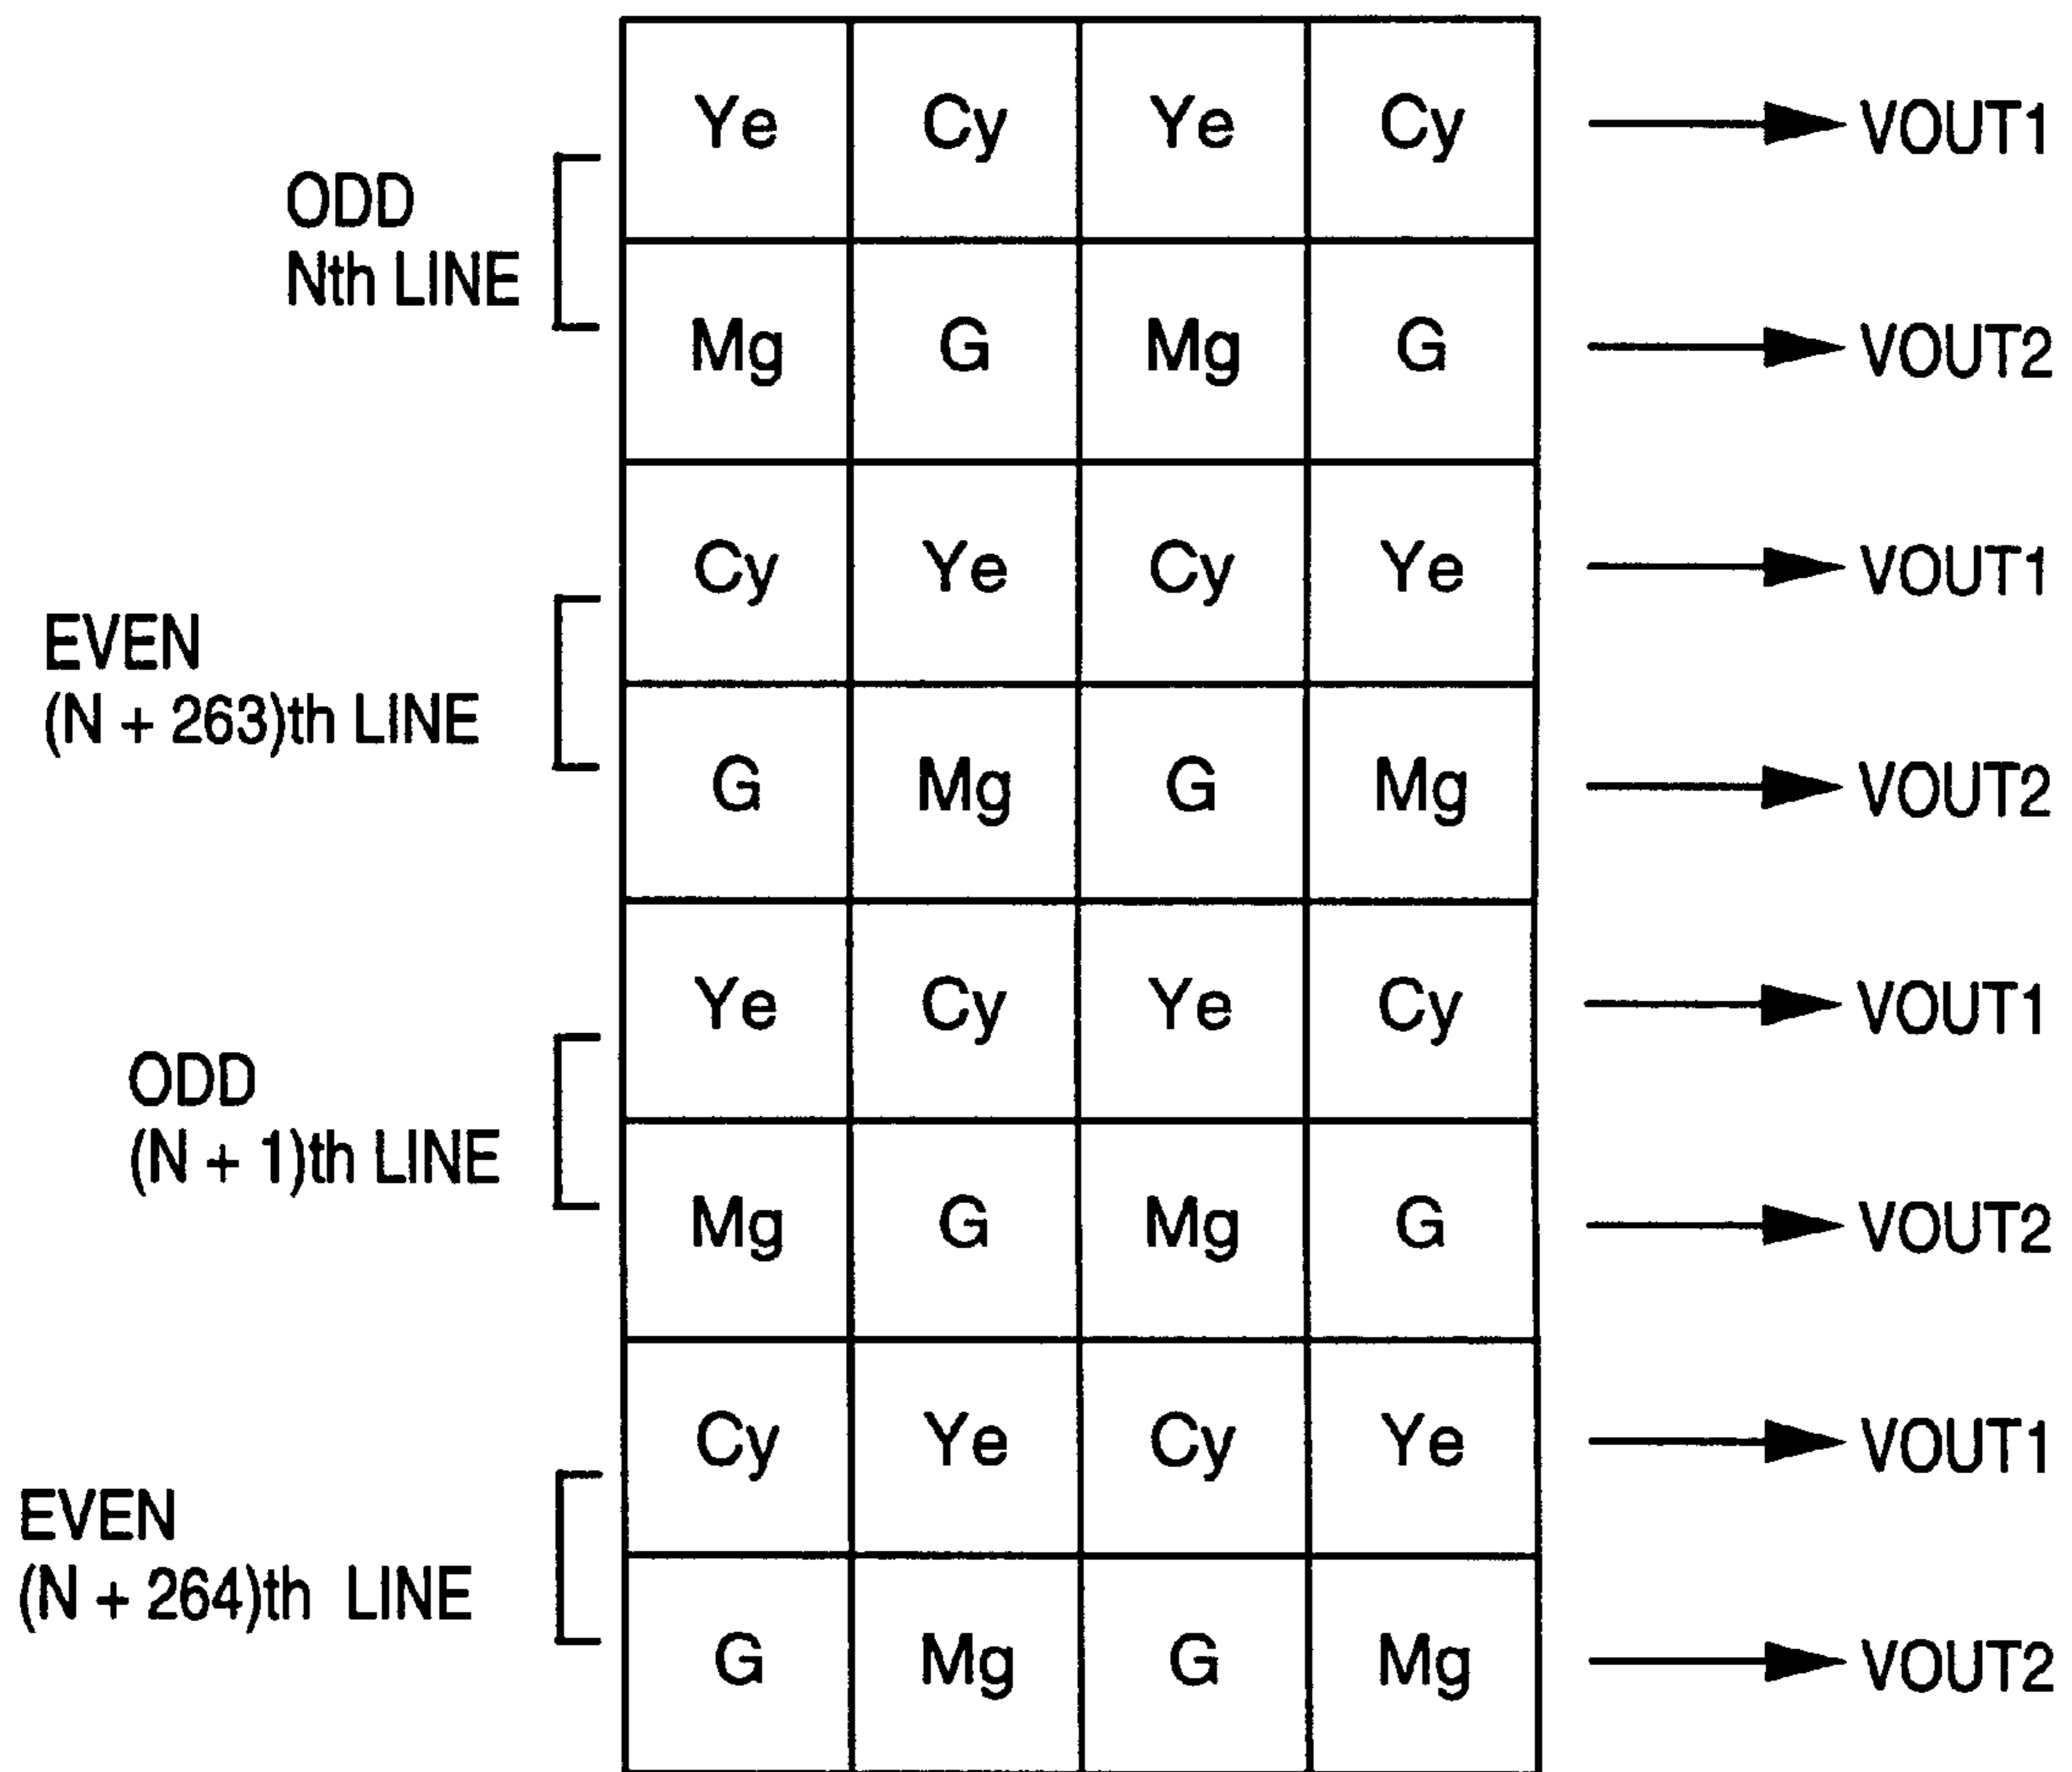 Ye Cy Ye Cy → VOUT1
ODD
Nth LINE
Mg G Mg G → VOUT2
Cy Ye Cy Ye → VOUT1
EVEN
(N + 263)th LINE
G Mg G Mg → VOUT2
Ye Cy Ye Cy → VOUT1
ODD
(N + 1)th LINE
Mg G Mg G → VOUT2
Cy Ye Cy Ye → VOUT1
EVEN
(N + 264)th LINE
G Mg G Mg → VOUT2